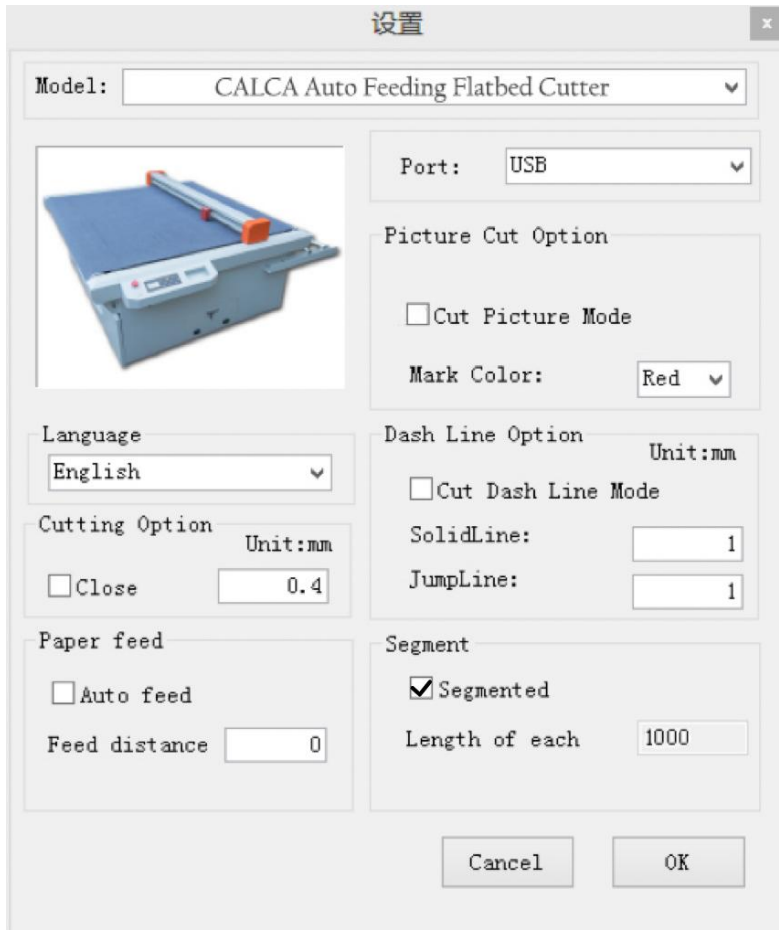 设置
x
Model: CALCA Auto Feeding Flatbed Cutter
Port: USB
Picture Cut Option
Cut Picture Mode
Mark Color: Red
Language
English
Cutting Option
Unit:mm
Close 0.4
Dash Line Option
Unit:mm
Cut Dash Line Mode
SolidLine: 1
JumpLine: 1
Paper feed
Auto feed
Feed distance 0
Segment
Segmented
Length of each 1000
Cancel OK